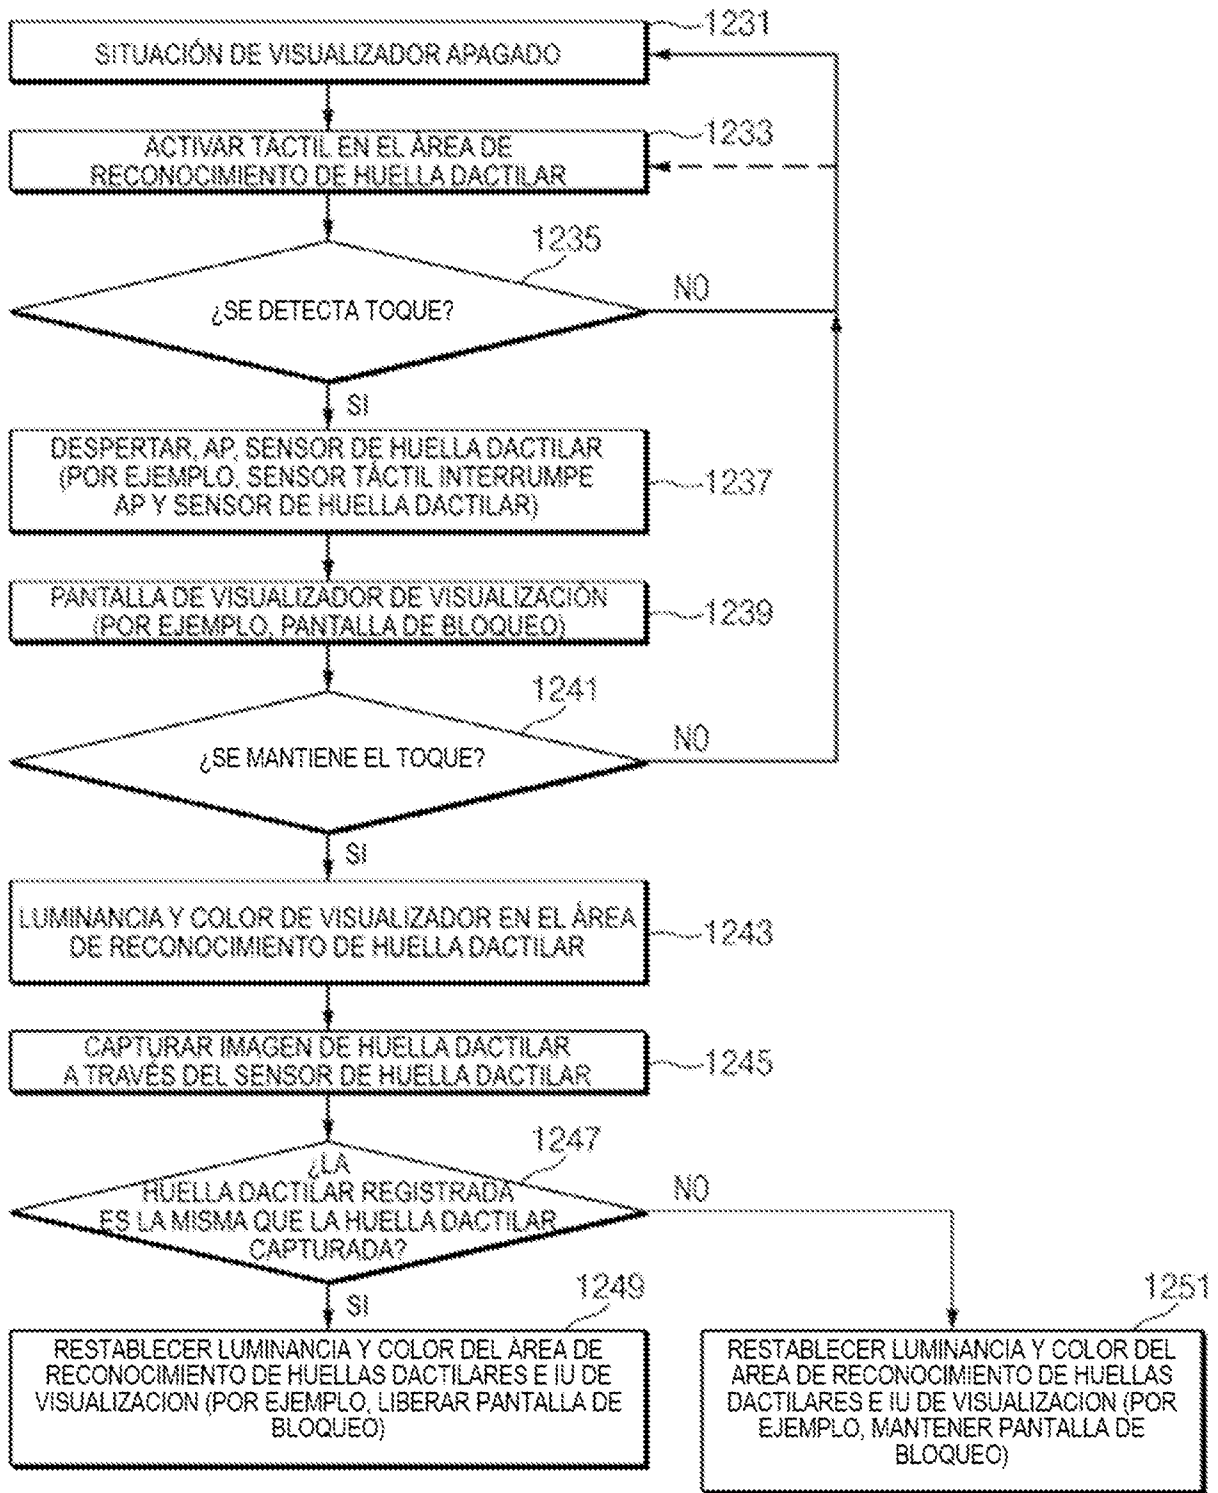 1231
SITUACIÓN DE VISUALIZADOR APAGADO
1233
ACTIVAR TÁCTIL EN EL ÁREA DE
RECONOCIMIENTO DE HUELLA DACTILAR
1235
¿SE DETECTA TOQUE?
NO
SI
DESPERTAR, AP, SENSOR DE HUELLA DACTILAR
(POR EJEMPLO, SENSOR TÁCTIL INTERRUMPE
AP Y SENSOR DE HUELLA DACTILAR)
1237
PANTALLA DE VISUALIZADOR DE VISUALIZACIÓN
(POR EJEMPLO, PANTALLA DE BLOQUEO)
1239
1241
¿SE MANTIENE EL TOQUE?
NO
SI
LUMINANCIA Y COLOR DE VISUALIZADOR EN EL ÁREA
DE RECONOCIMIENTO DE HUELLA DACTILAR
1243
CAPTURAR IMAGEN DE HUELLA DACTILAR
A TRAVÉS DEL SENSOR DE HUELLA DACTILAR
1245
1247
¿LA
HUELLA DACTILAR REGISTRADA
ES LA MISMA QUE LA HUELLA DACTILAR
CAPTURADA?
NO
SI
1249
RESTABLECER LUMINANCIA Y COLOR DEL ÁREA DE
RECONOCIMIENTO DE HUELLAS DACTILARES E IU DE
VISUALIZACION (POR EJEMPLO, LIBERAR PANTALLA DE
BLOQUEO)
1251
RESTABLECER LUMINANCIA Y COLOR DEL
AREA DE RECONOCIMIENTO DE HUELLAS
DACTILARES E IU DE VISUALIZACION (POR
EJEMPLO, MANTENER PANTALLA DE
BLOQUEO)